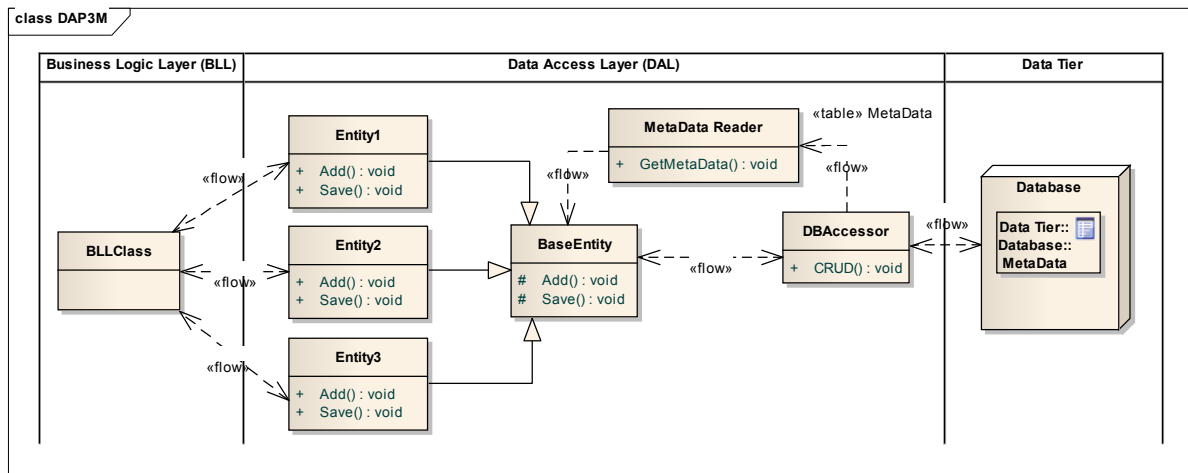 class DAP3M
Business Logic Layer (BLL)
Data Access Layer (DAL)
Data Tier
Entity1
+ Add() : void
+ Save() : void
MetaData Reader
+ GetMetaData() : void
«table» MetaData
«flow»
«flow»
«flow»
Database
Data Tier::
Database::
MetaData
BLLClass
Entity2
+ Add() : void
+ Save() : void
BaseEntity
# Add() : void
# Save() : void
DBAccessor
+ CRUD() : void
«flow»
«flow»
«flow»
Entity3
+ Add() : void
+ Save() : void
«flow»